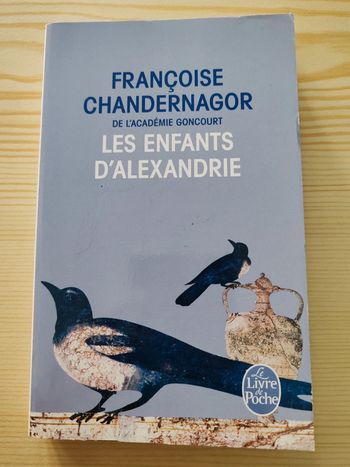 FRANÇOISE
CHANDERNAGOR
DE L'ACADÉMIE GONCOURT
LES ENFANTS
D'ALEXANDRIE
Le
Livre
de
Poche